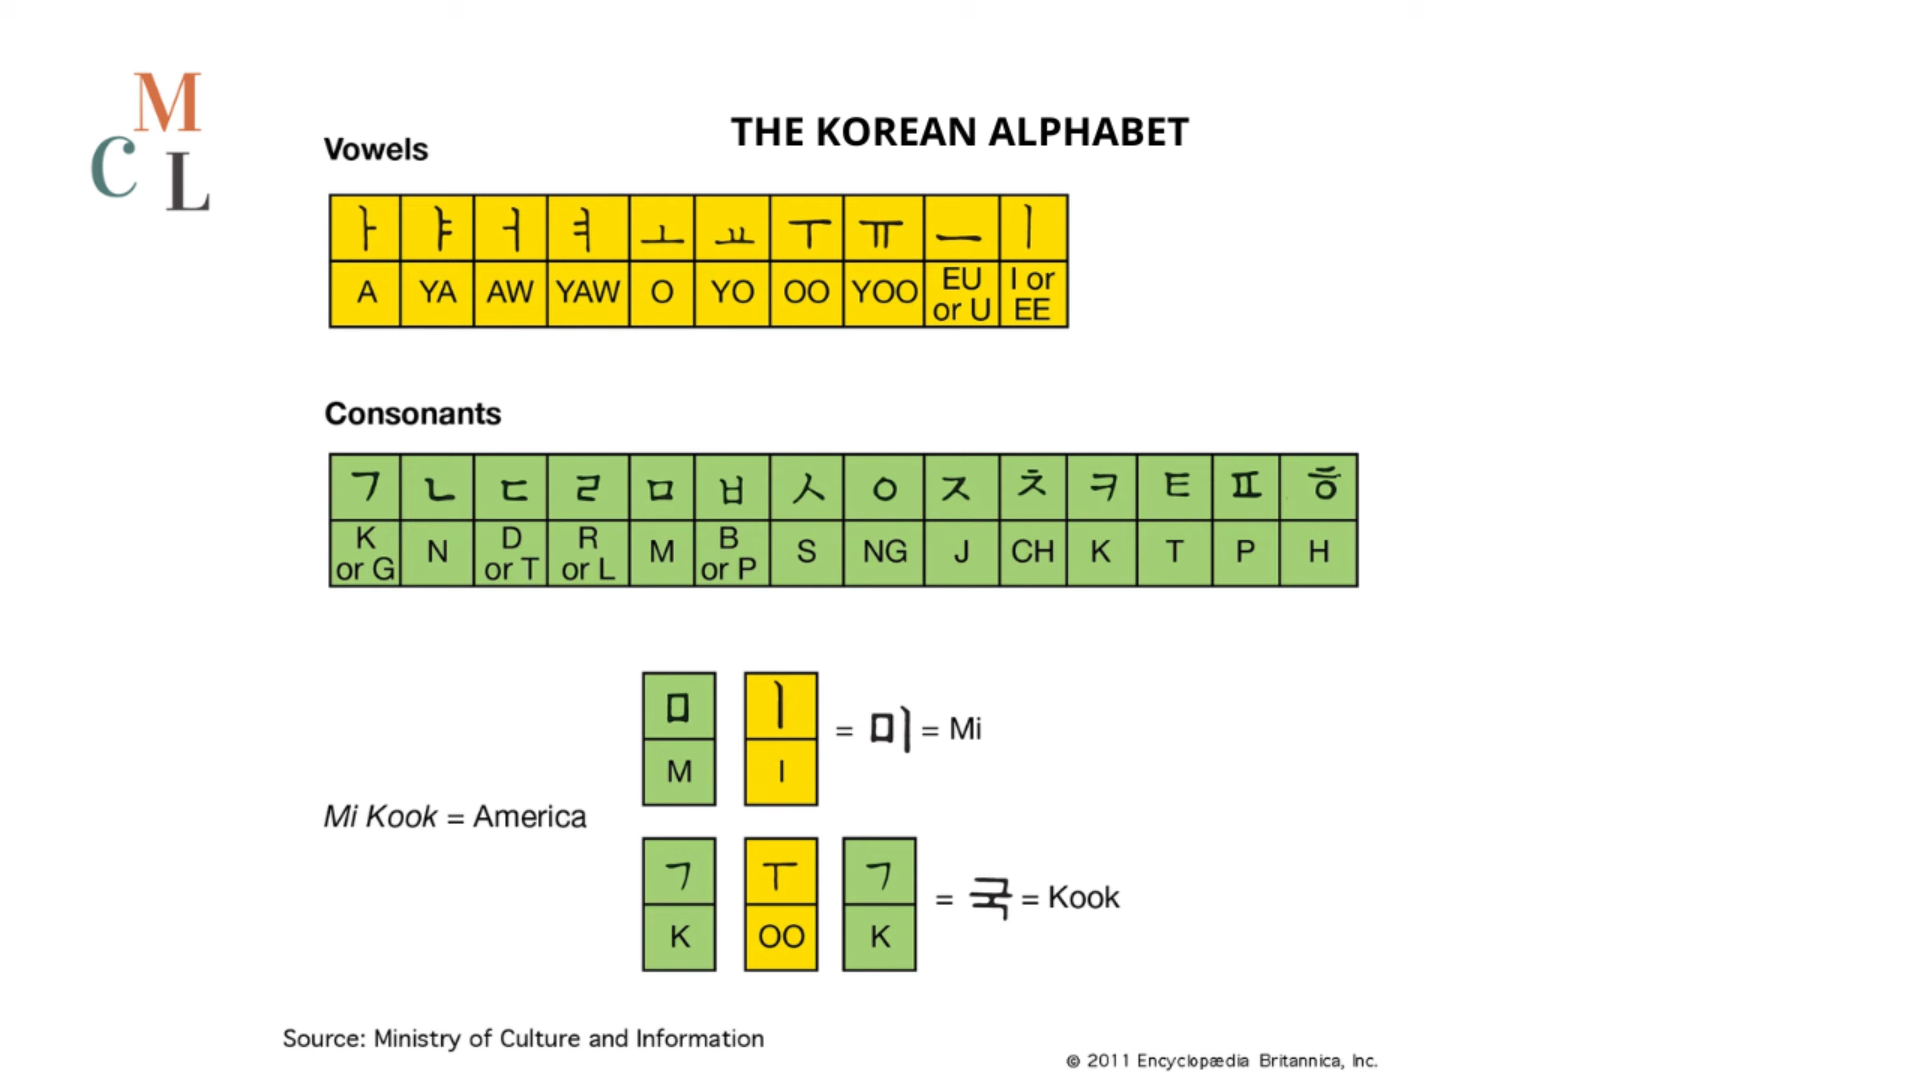 M
C L
THE KOREAN ALPHABET
Vowels
ㅏ ㅑ ㅓ ㅕ ㅗ ㅛ ㅜ ㅠ ㅡ ㅣ
A YA AW YAW O YO OO YOO EU or U I or EE
Consonants
ㄱ ㄴ ㄷ ㄹ ㅁ ㅂ ㅅ ㅇ ㅈ ㅊ ㅋ ㅌ ㅍ ㅎ
K or G N D or T R or L M B or P S NG J CH K T P H
ㅁ ㅣ = 미 = Mi
M I
Mi Kook = America
ㄱ ㅜ ㄱ = 국 = Kook
K OO K
Source: Ministry of Culture and Information
© 2011 Encyclopædia Britannica, Inc.